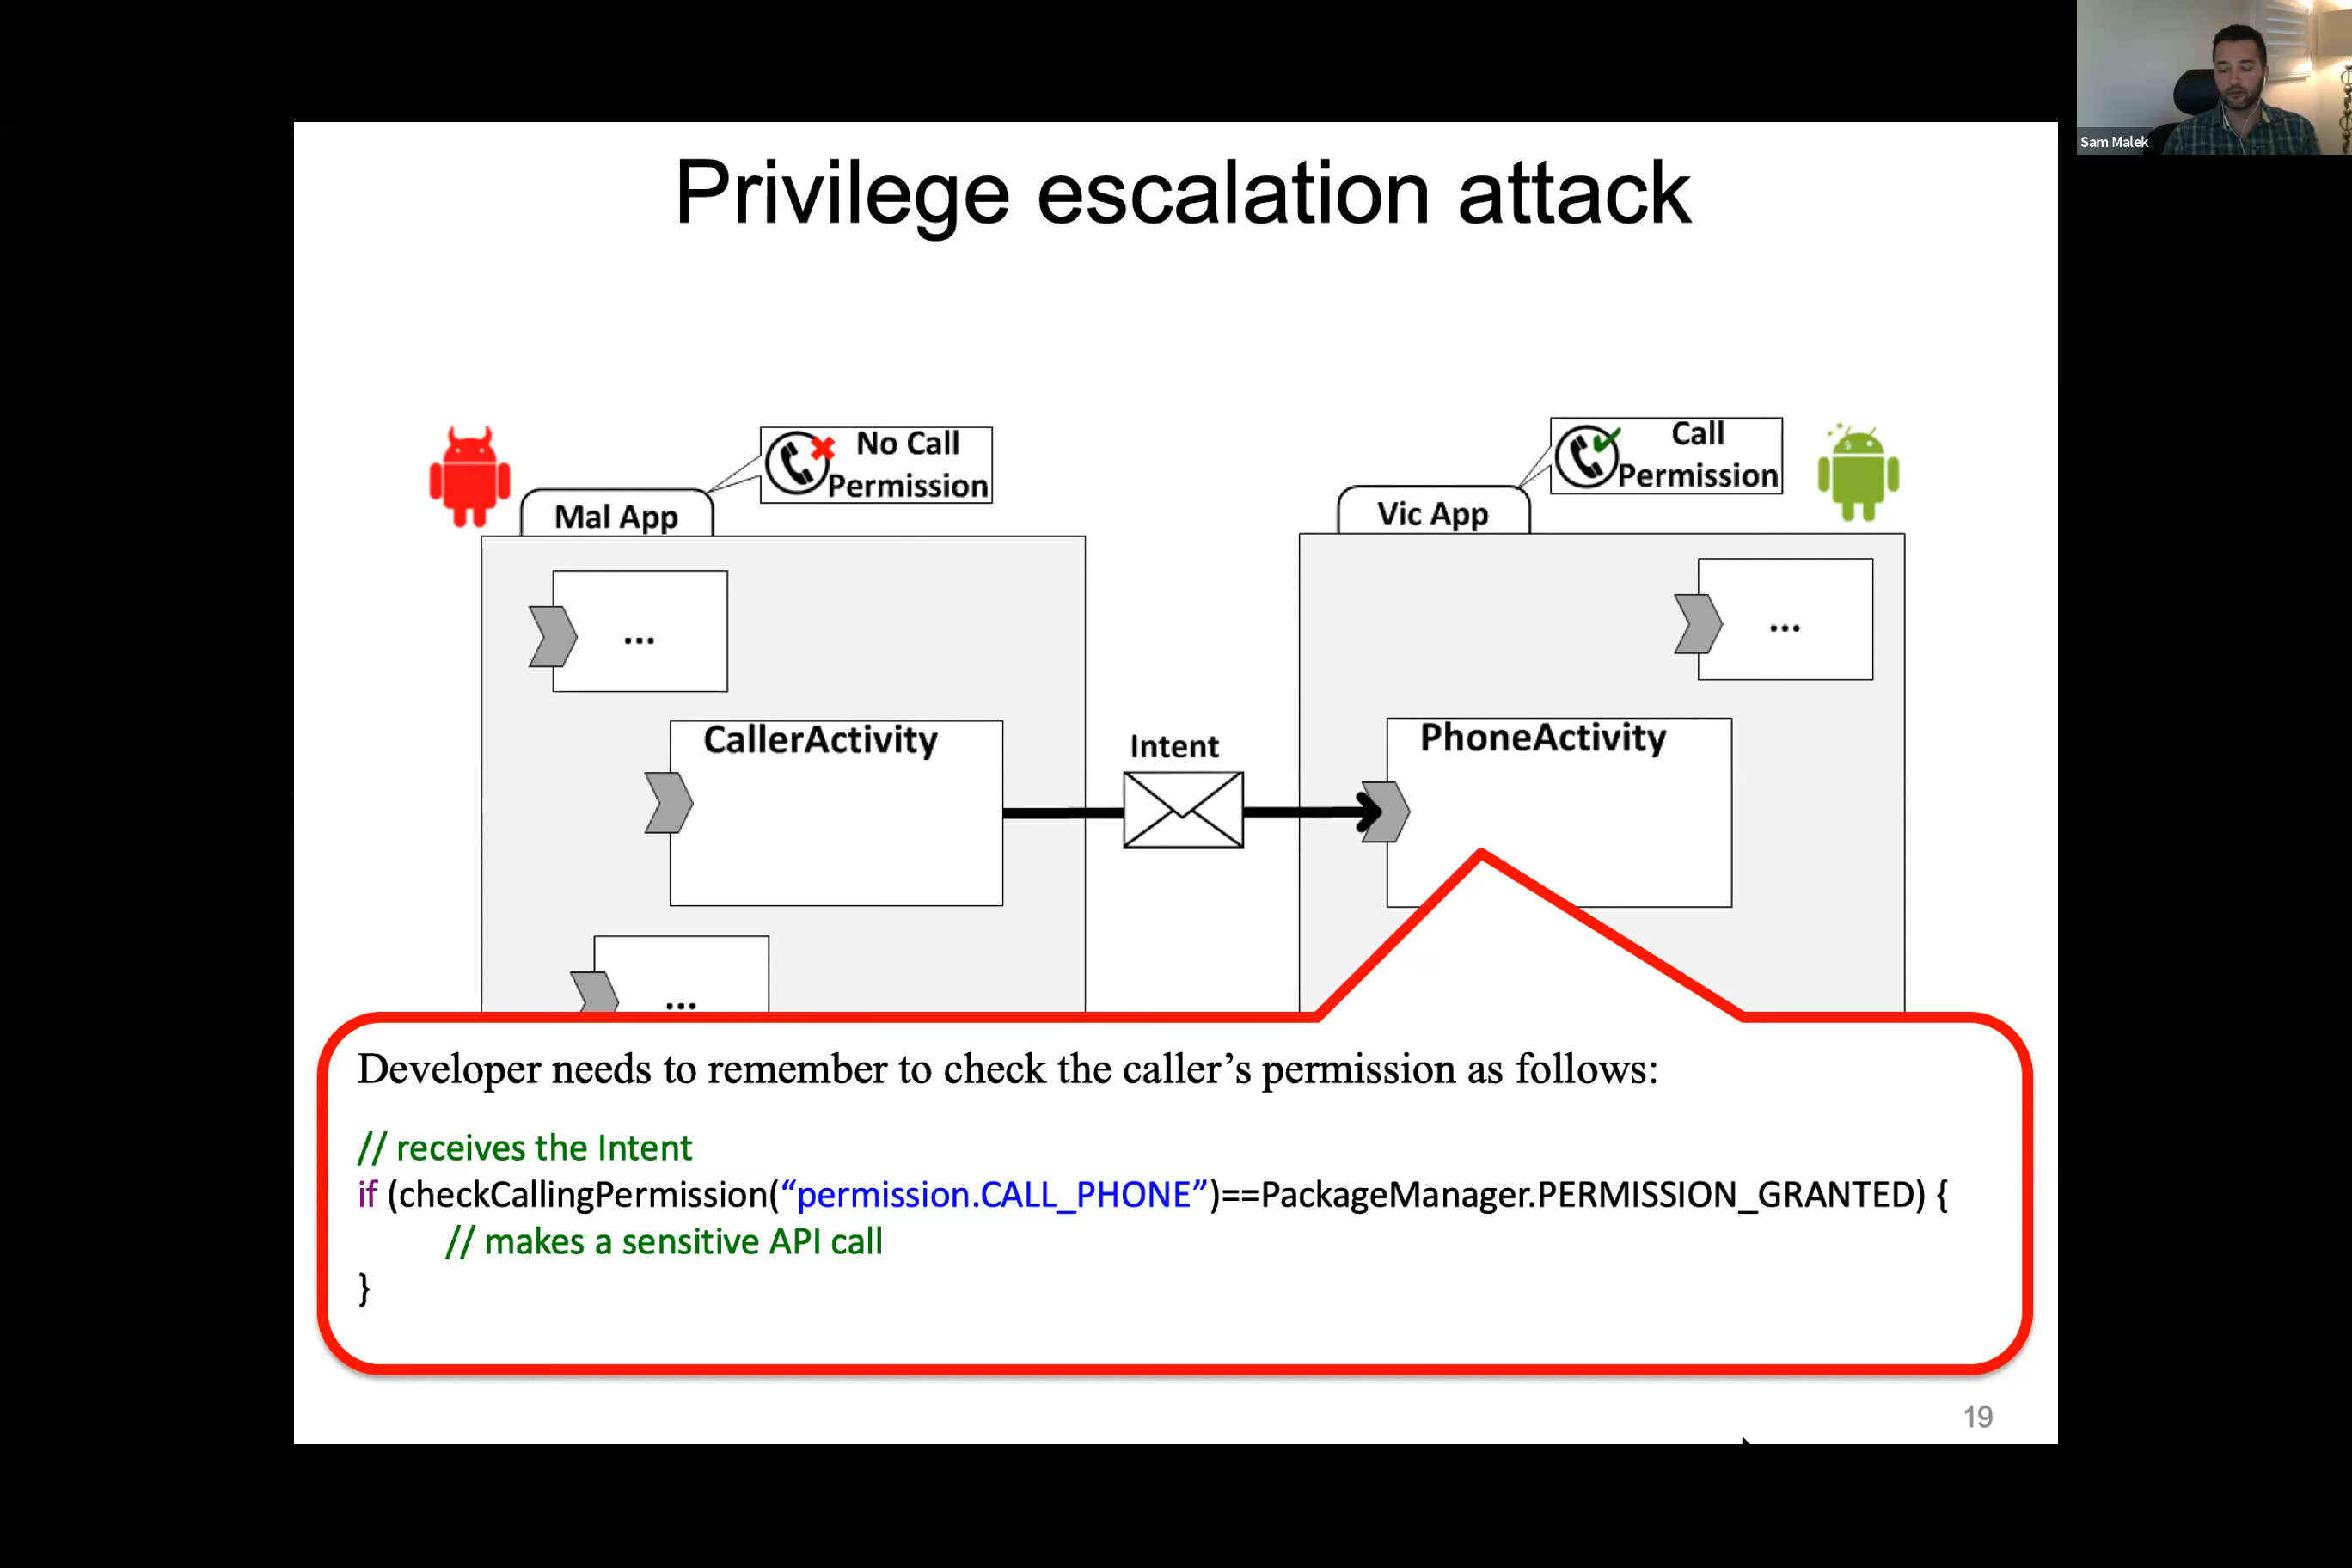 Sam Malek
Privilege escalation attack
No Call
Permission
Call
Permission
Mal App
Vic App
...
...
CallerActivity
Intent
PhoneActivity
...
Developer needs to remember to check the caller’s permission as follows:
// receives the Intent
if (checkCallingPermission(“permission.CALL_PHONE”)==PackageManager.PERMISSION_GRANTED) {
// makes a sensitive API call
}
19